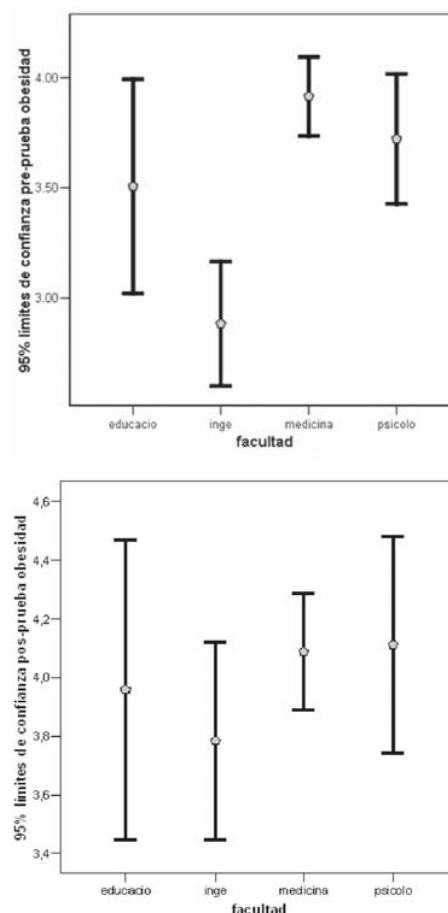 95% limites de confianza pre-prueba obesidad
4.00
3.50
3.00
educacio inge medicina psicolo
facultad
95% limites de confianza pos-prueba obesidad
4,6
4,4
4,2
4,0
3,8
3,6
3,4
educacio inge medicina psicolo
facultad